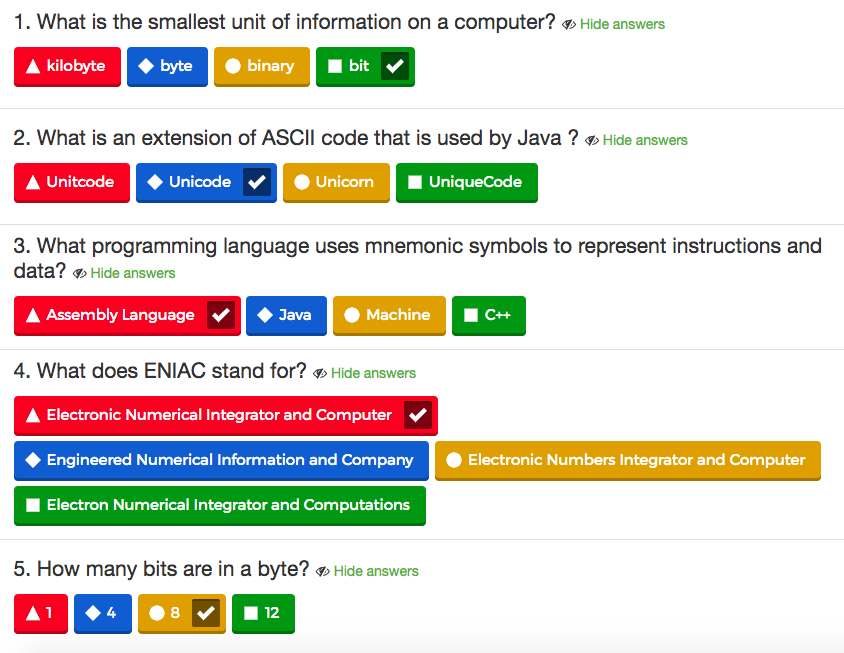 1. What is the smallest unit of information on a computer? Hide answers
kilobyte byte binary bit
2. What is an extension of ASCII code that is used by Java ? Hide answers
Unitcode Unicode Unicorn UniqueCode
3. What programming language uses mnemonic symbols to represent instructions and
data? Hide answers
Assembly Language Java Machine C++
4. What does ENIAC stand for? Hide answers
Electronic Numerical Integrator and Computer
Engineered Numerical Information and Company Electronic Numbers Integrator and Computer
Electron Numerical Integrator and Computations
5. How many bits are in a byte? Hide answers
1 4 8 12